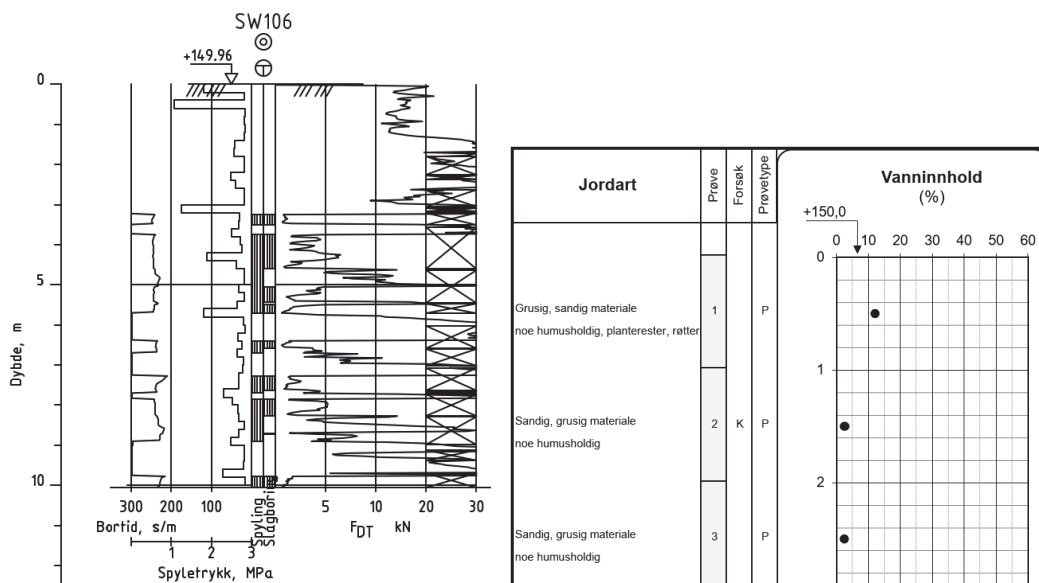 SW106
+149.96
0
5
10
Dybde, m
300 200 100
5 10 20 30
Bortid, s/m
Spyling
Slagboring
FDT kN
1 2 3
Spyletrykk, MPa
Jordart
Prøve
Forsøk
Prøvetype
Vanninnhold
(%)
+150,0
0 10 20 30 40 50 60
0
Grusig, sandig materiale
noe humusholdig, planterester, røtter
1
P
1
Sandig, grusig materiale
noe humusholdig
2
K
P
2
Sandig, grusig materiale
noe humusholdig
3
P